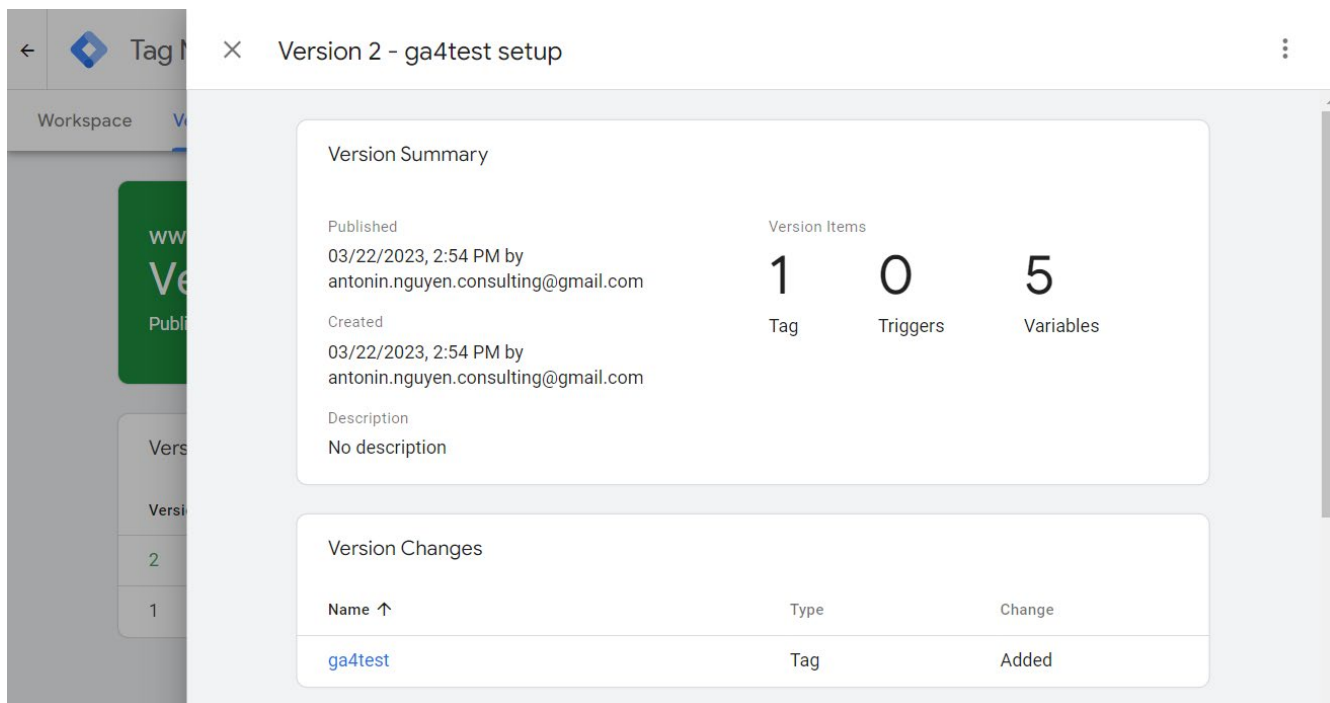 Tag
Version 2 - ga4test setup
Workspace
Version Summary
Published
03/22/2023, 2:54 PM by
antonin.nguyen.consulting@gmail.com
Created
03/22/2023, 2:54 PM by
antonin.nguyen.consulting@gmail.com
Description
No description
Version Items
1 0 5
Tag Triggers Variables
Version Changes
Name ↑ Type Change
ga4test Tag Added
2
1